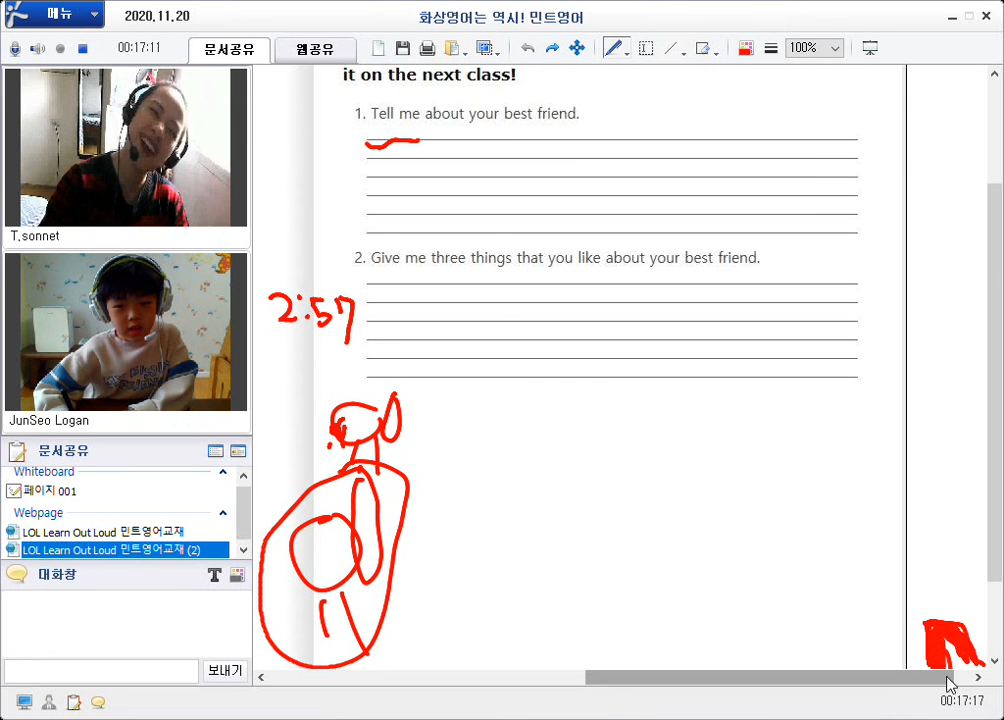 메뉴
2020.11.20
화상영어는 역시! 민트영어
00:17:11
문서공유
웹공유
100%
T.sonnet
JunSeo Logan
문서공유
Whiteboard
페이지 001
Webpage
LOL Learn Out Loud 민트영어교재
LOL Learn Out Loud 민트영어교재 (2)
대화창
T
보내기
it on the next class!
1. Tell me about your best friend.
2. Give me three things that you like about your best friend.
2:57
00:17:17